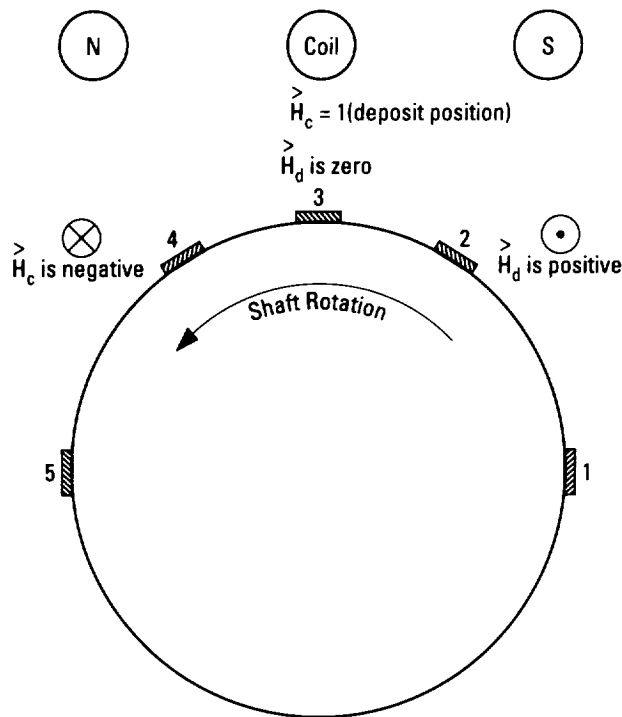 N
Coil
S
H_c = 1(deposit position)
H_d is zero
3
4
2
H_c is negative
H_d is positive
Shaft Rotation
5
1